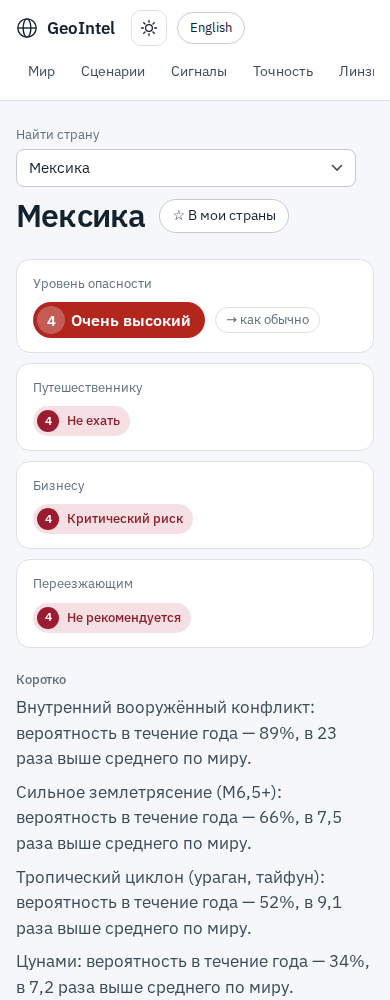 GeoIntel
English
Мир Сценарии Сигналы Точность Линзы
Найти страну
Мексика
Мексика
☆ В мои страны
Уровень опасности
4 Очень высокий
→ как обычно
Путешественнику
4 Не ехать
Бизнесу
4 Критический риск
Переезжающим
4 Не рекомендуется
Коротко
Внутренний вооружённый конфликт:
вероятность в течение года — 89%, в 23
раза выше среднего по миру.
Сильное землетрясение (M6,5+):
вероятность в течение года — 66%, в 7,5
раза выше среднего по миру.
Тропический циклон (ураган, тайфун):
вероятность в течение года — 52%, в 9,1
раза выше среднего по миру.
Цунами: вероятность в течение года — 34%,
в 7,2 раза выше среднего по миру.